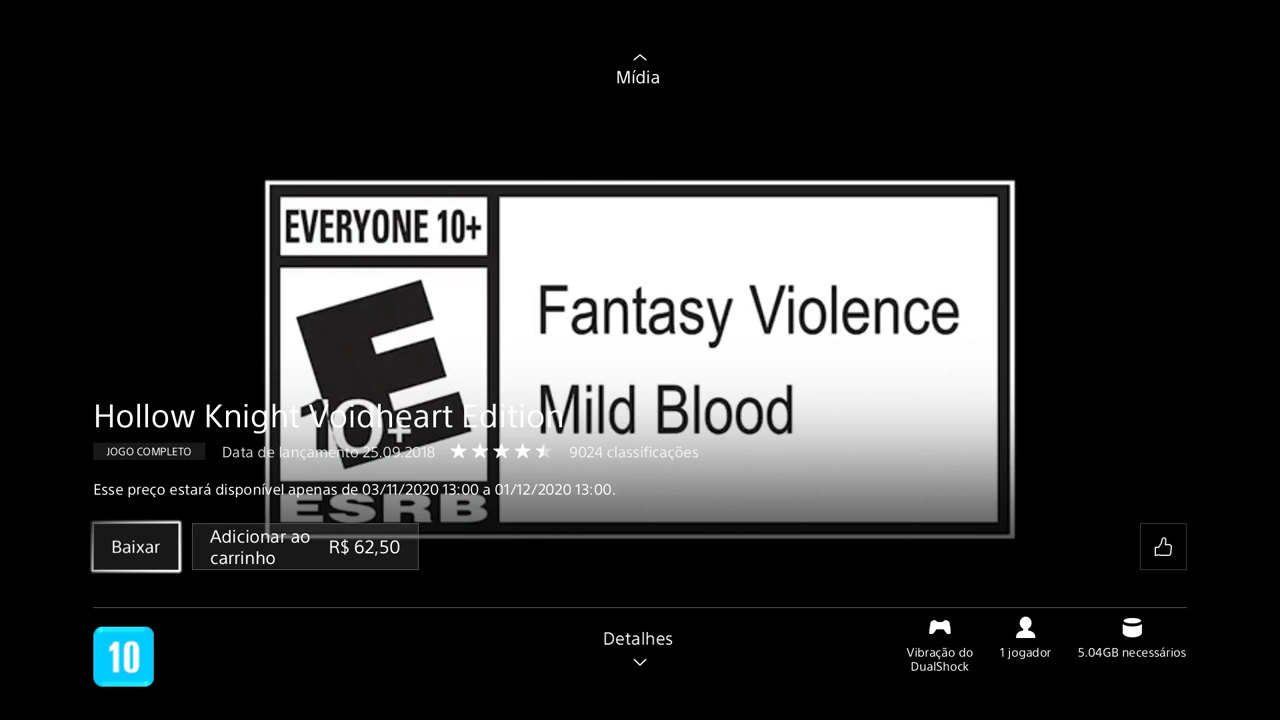 Mídia
EVERYONE 10+
Fantasy Violence
Mild Blood
E
10+
ESRB
Hollow Knight Voidheart Edition
JOGO COMPLETO Data de lançamento 25.09.2018 9024 classificações
Esse preço estará disponível apenas de 03/11/2020 13:00 a 01/12/2020 13:00.
Baixar
Adicionar ao
carrinho
R$ 62,50
10
Detalhes
Vibração do
DualShock
1 jogador
5.04GB necessários